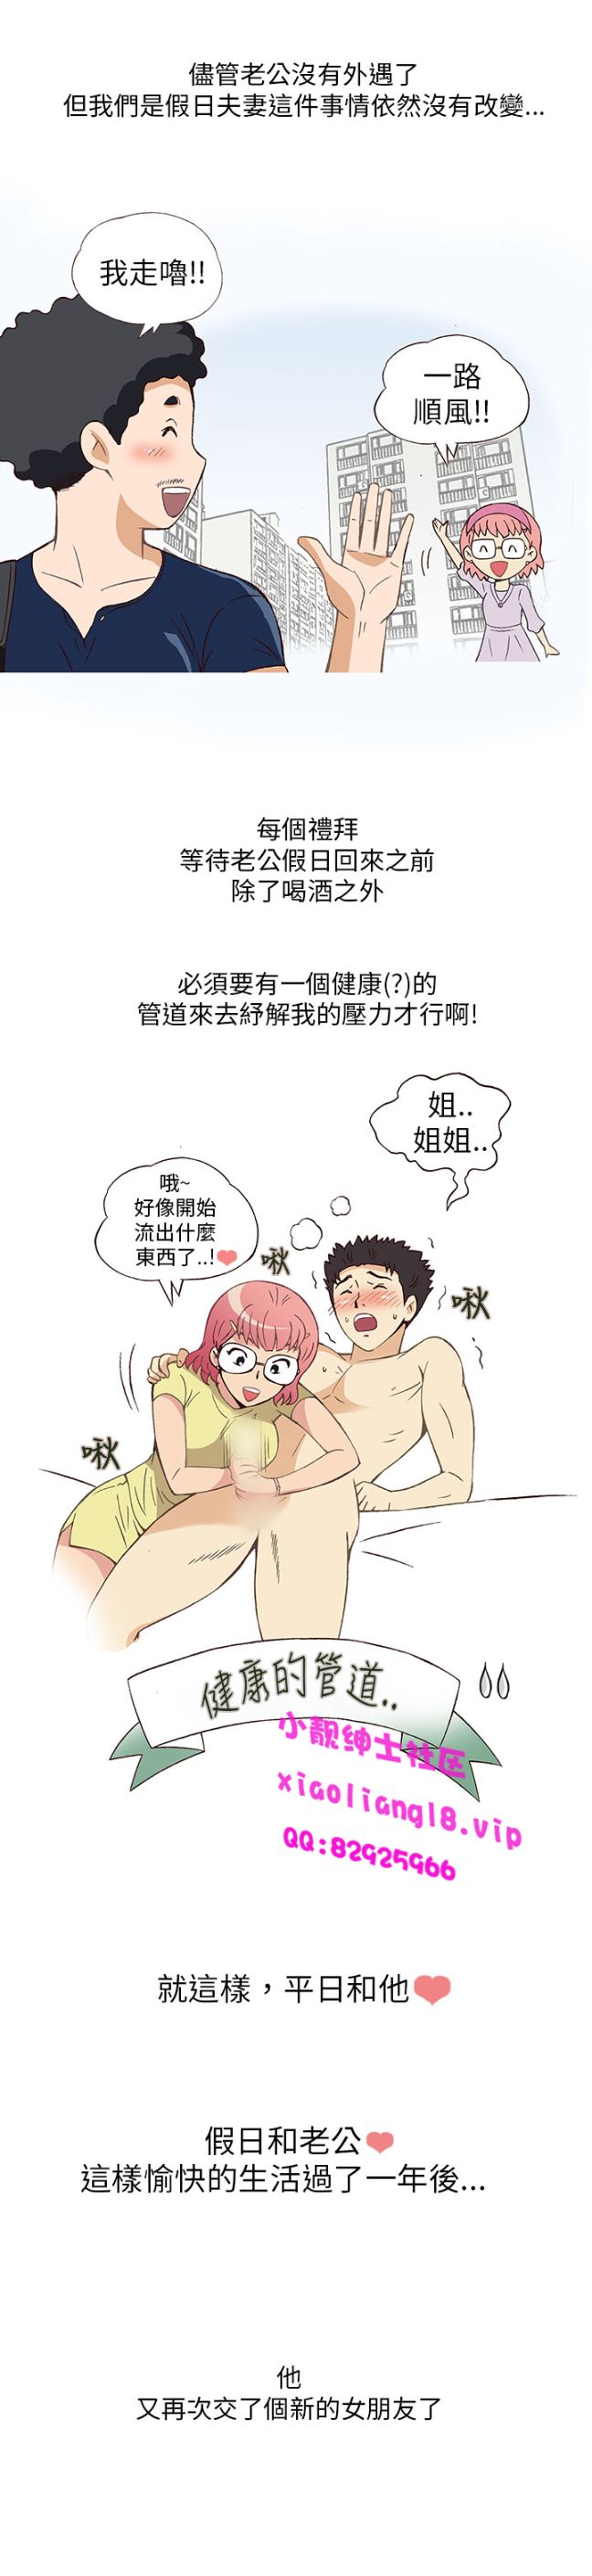 儘管老公沒有外遇了
但我們是假日夫妻這件事情依然沒有改變...
我走嚕!!
一路
順風!!
每個禮拜
等待老公假日回來之前
除了喝酒之外
必須要有一個健康(?)的
管道來去紓解我的壓力才行啊!
姐..
姐姐..
哦~
好像開始
流出什麼
東西了..!
啾
啾
啾
健康的管道..
小靓绅士社区
xiaoliang18.vip
QQ:82925966
就這樣，平日和他
假日和老公
這樣愉快的生活過了一年後...
他
又再次交了個新的女朋友了